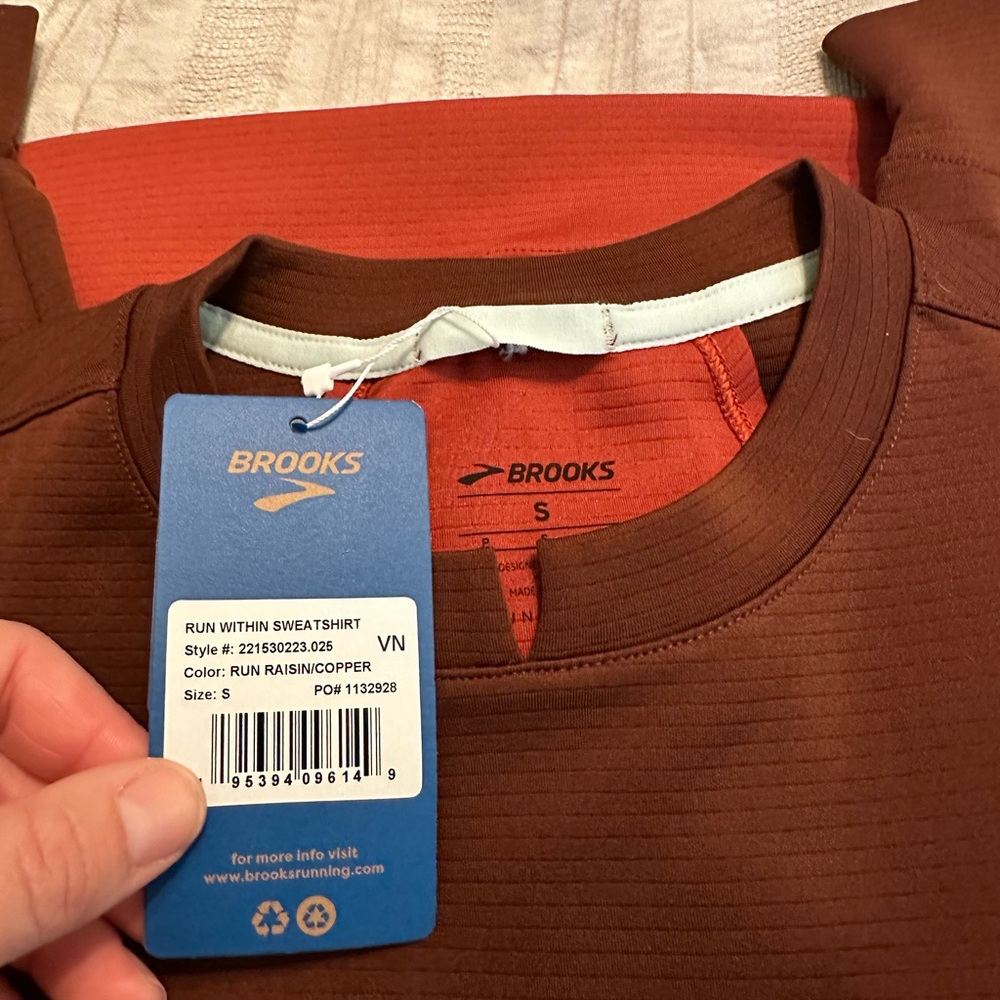 BROOKS
RUN WITHIN SWEATSHIRT
Style #: 221530223.025 VN
Color: RUN RAISIN/COPPER
Size: S PO# 1132928
95394 09614 9
for more info visit
www.brooksrunning.com
BROOKS
S
P S
MADE